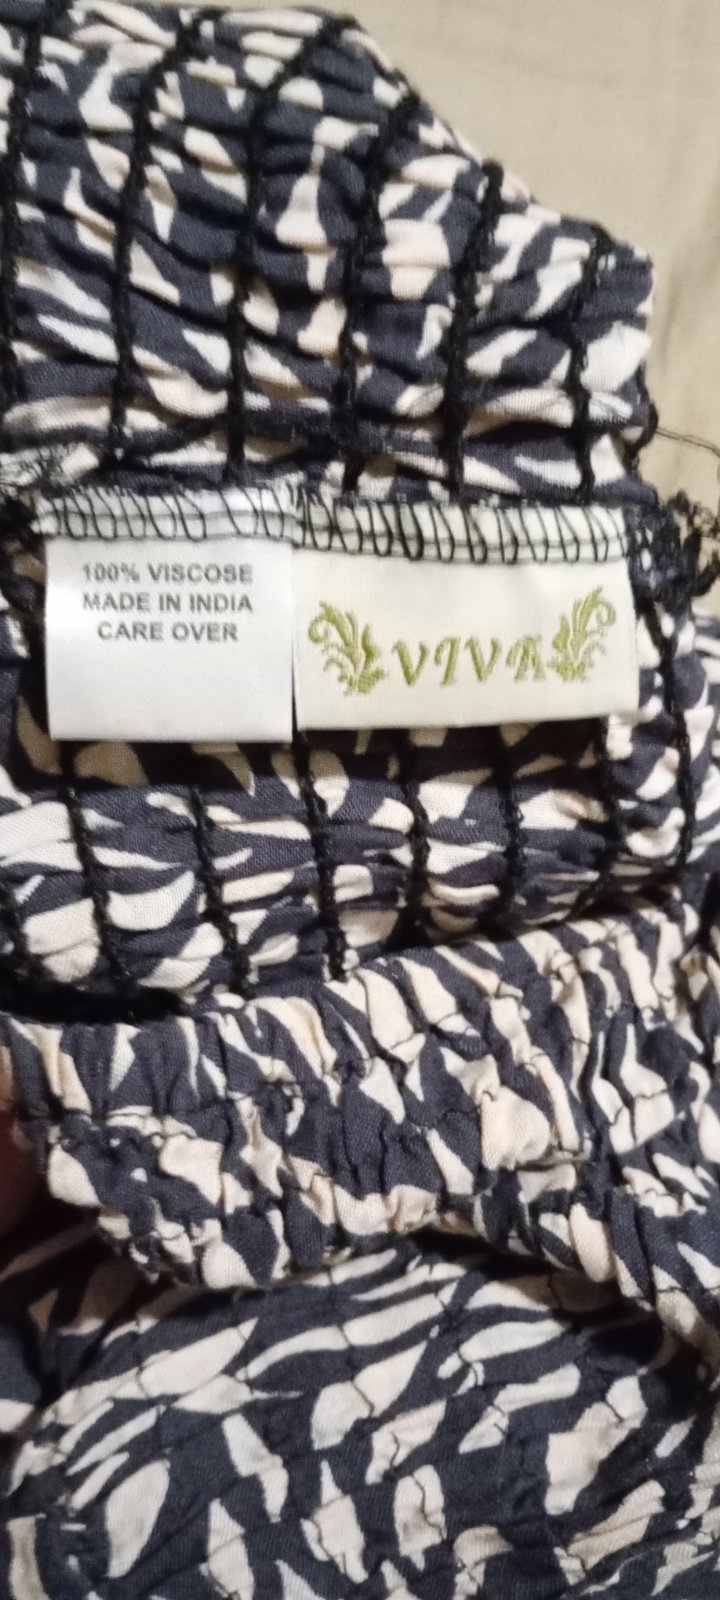 100% VISCOSE
MADE IN INDIA
CARE OVER
VIVA